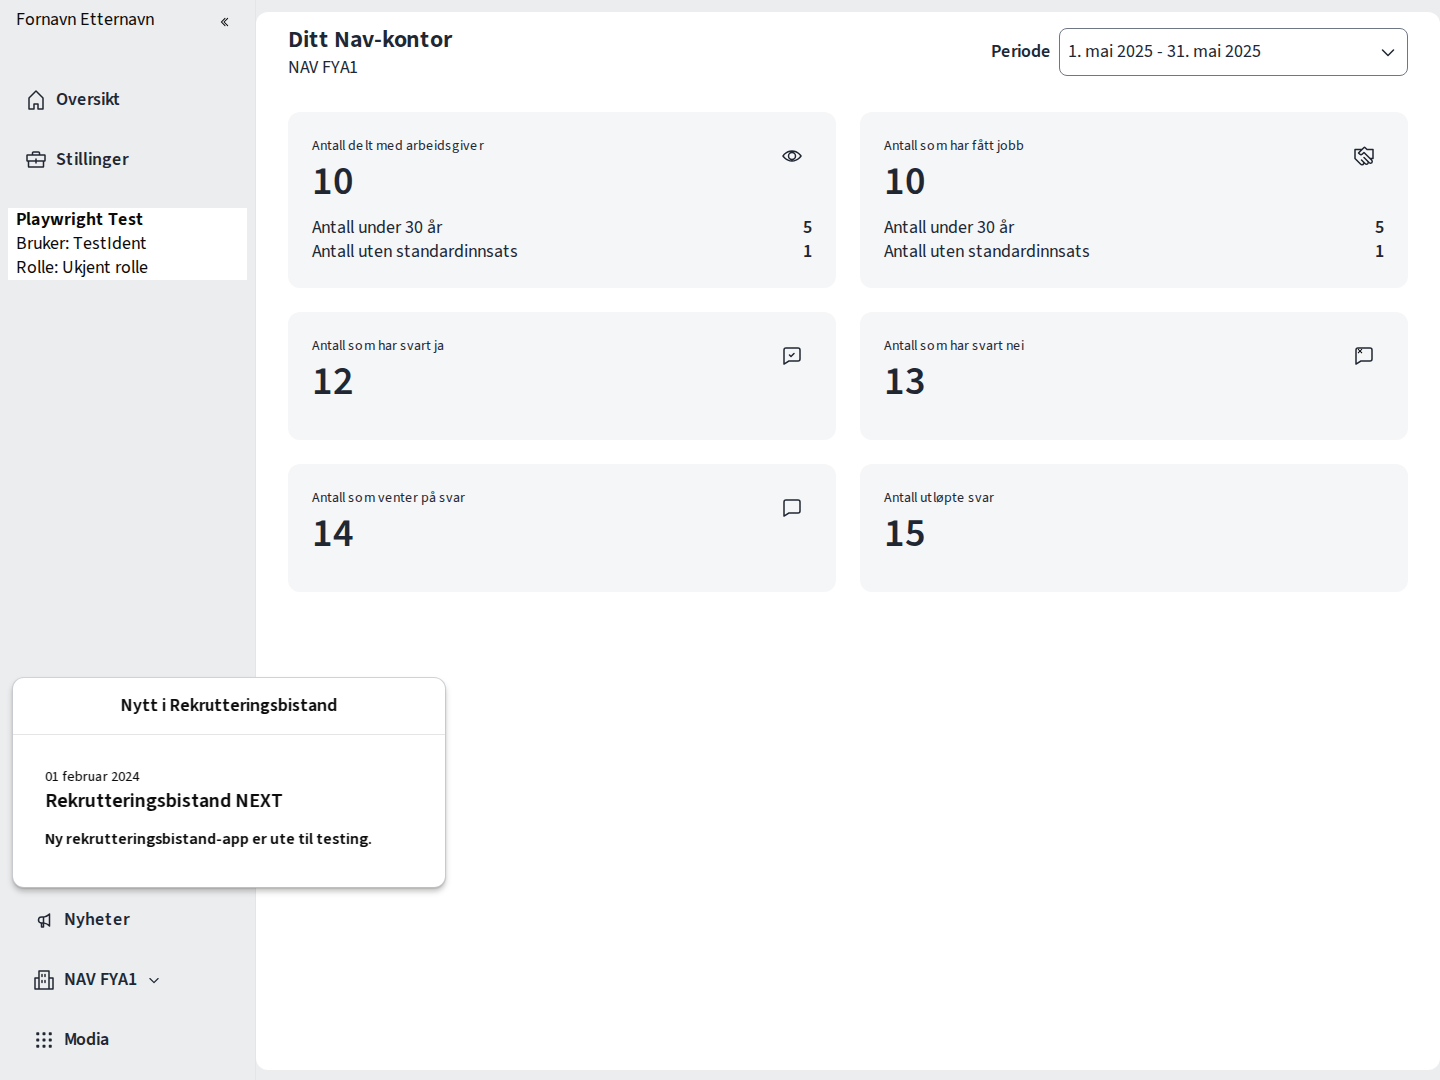 Fornavn Etternavn
Oversikt
Stillinger
Playwright Test
Bruker: TestIdent
Rolle: Ukjent rolle
Ditt Nav-kontor
NAV FYA1
Periode
1. mai 2025 - 31. mai 2025
Antall delt med arbeidsgiver
10
Antall under 30 år 5
Antall uten standardinnsats 1
Antall som har fått jobb
10
Antall under 30 år 5
Antall uten standardinnsats 1
Antall som har svart ja
12
Antall som har svart nei
13
Antall som venter på svar
14
Antall utløpte svar
15
Nytt i Rekrutteringsbistand
01 februar 2024
Rekrutteringsbistand NEXT
Ny rekrutteringsbistand-app er ute til testing.
Nyheter
NAV FYA1
Modia